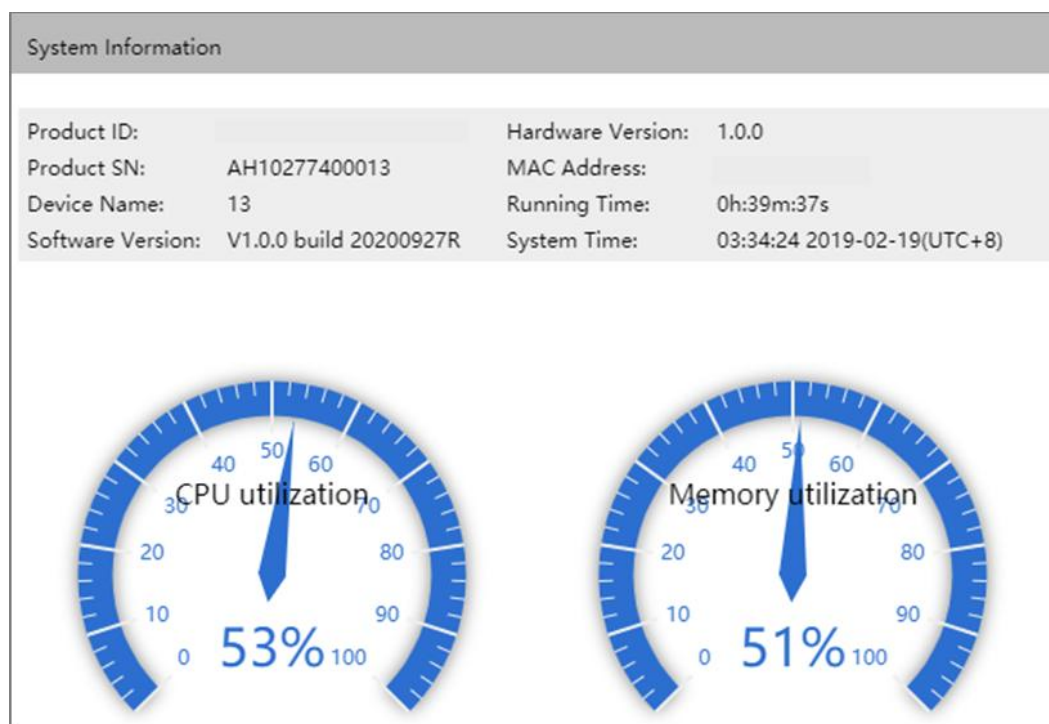 System Information
Product ID: Hardware Version: 1.0.0
Product SN: AH10277400013 MAC Address:
Device Name: 13 Running Time: 0h:39m:37s
Software Version: V1.0.0 build 20200927R System Time: 03:34:24 2019-02-19(UTC+8)
50 50
40 60 40 60
CPU utilization Memory utilization
30 70 30 70
20 80 20 80
10 90 10 90
53% 51%
0 100 0 100